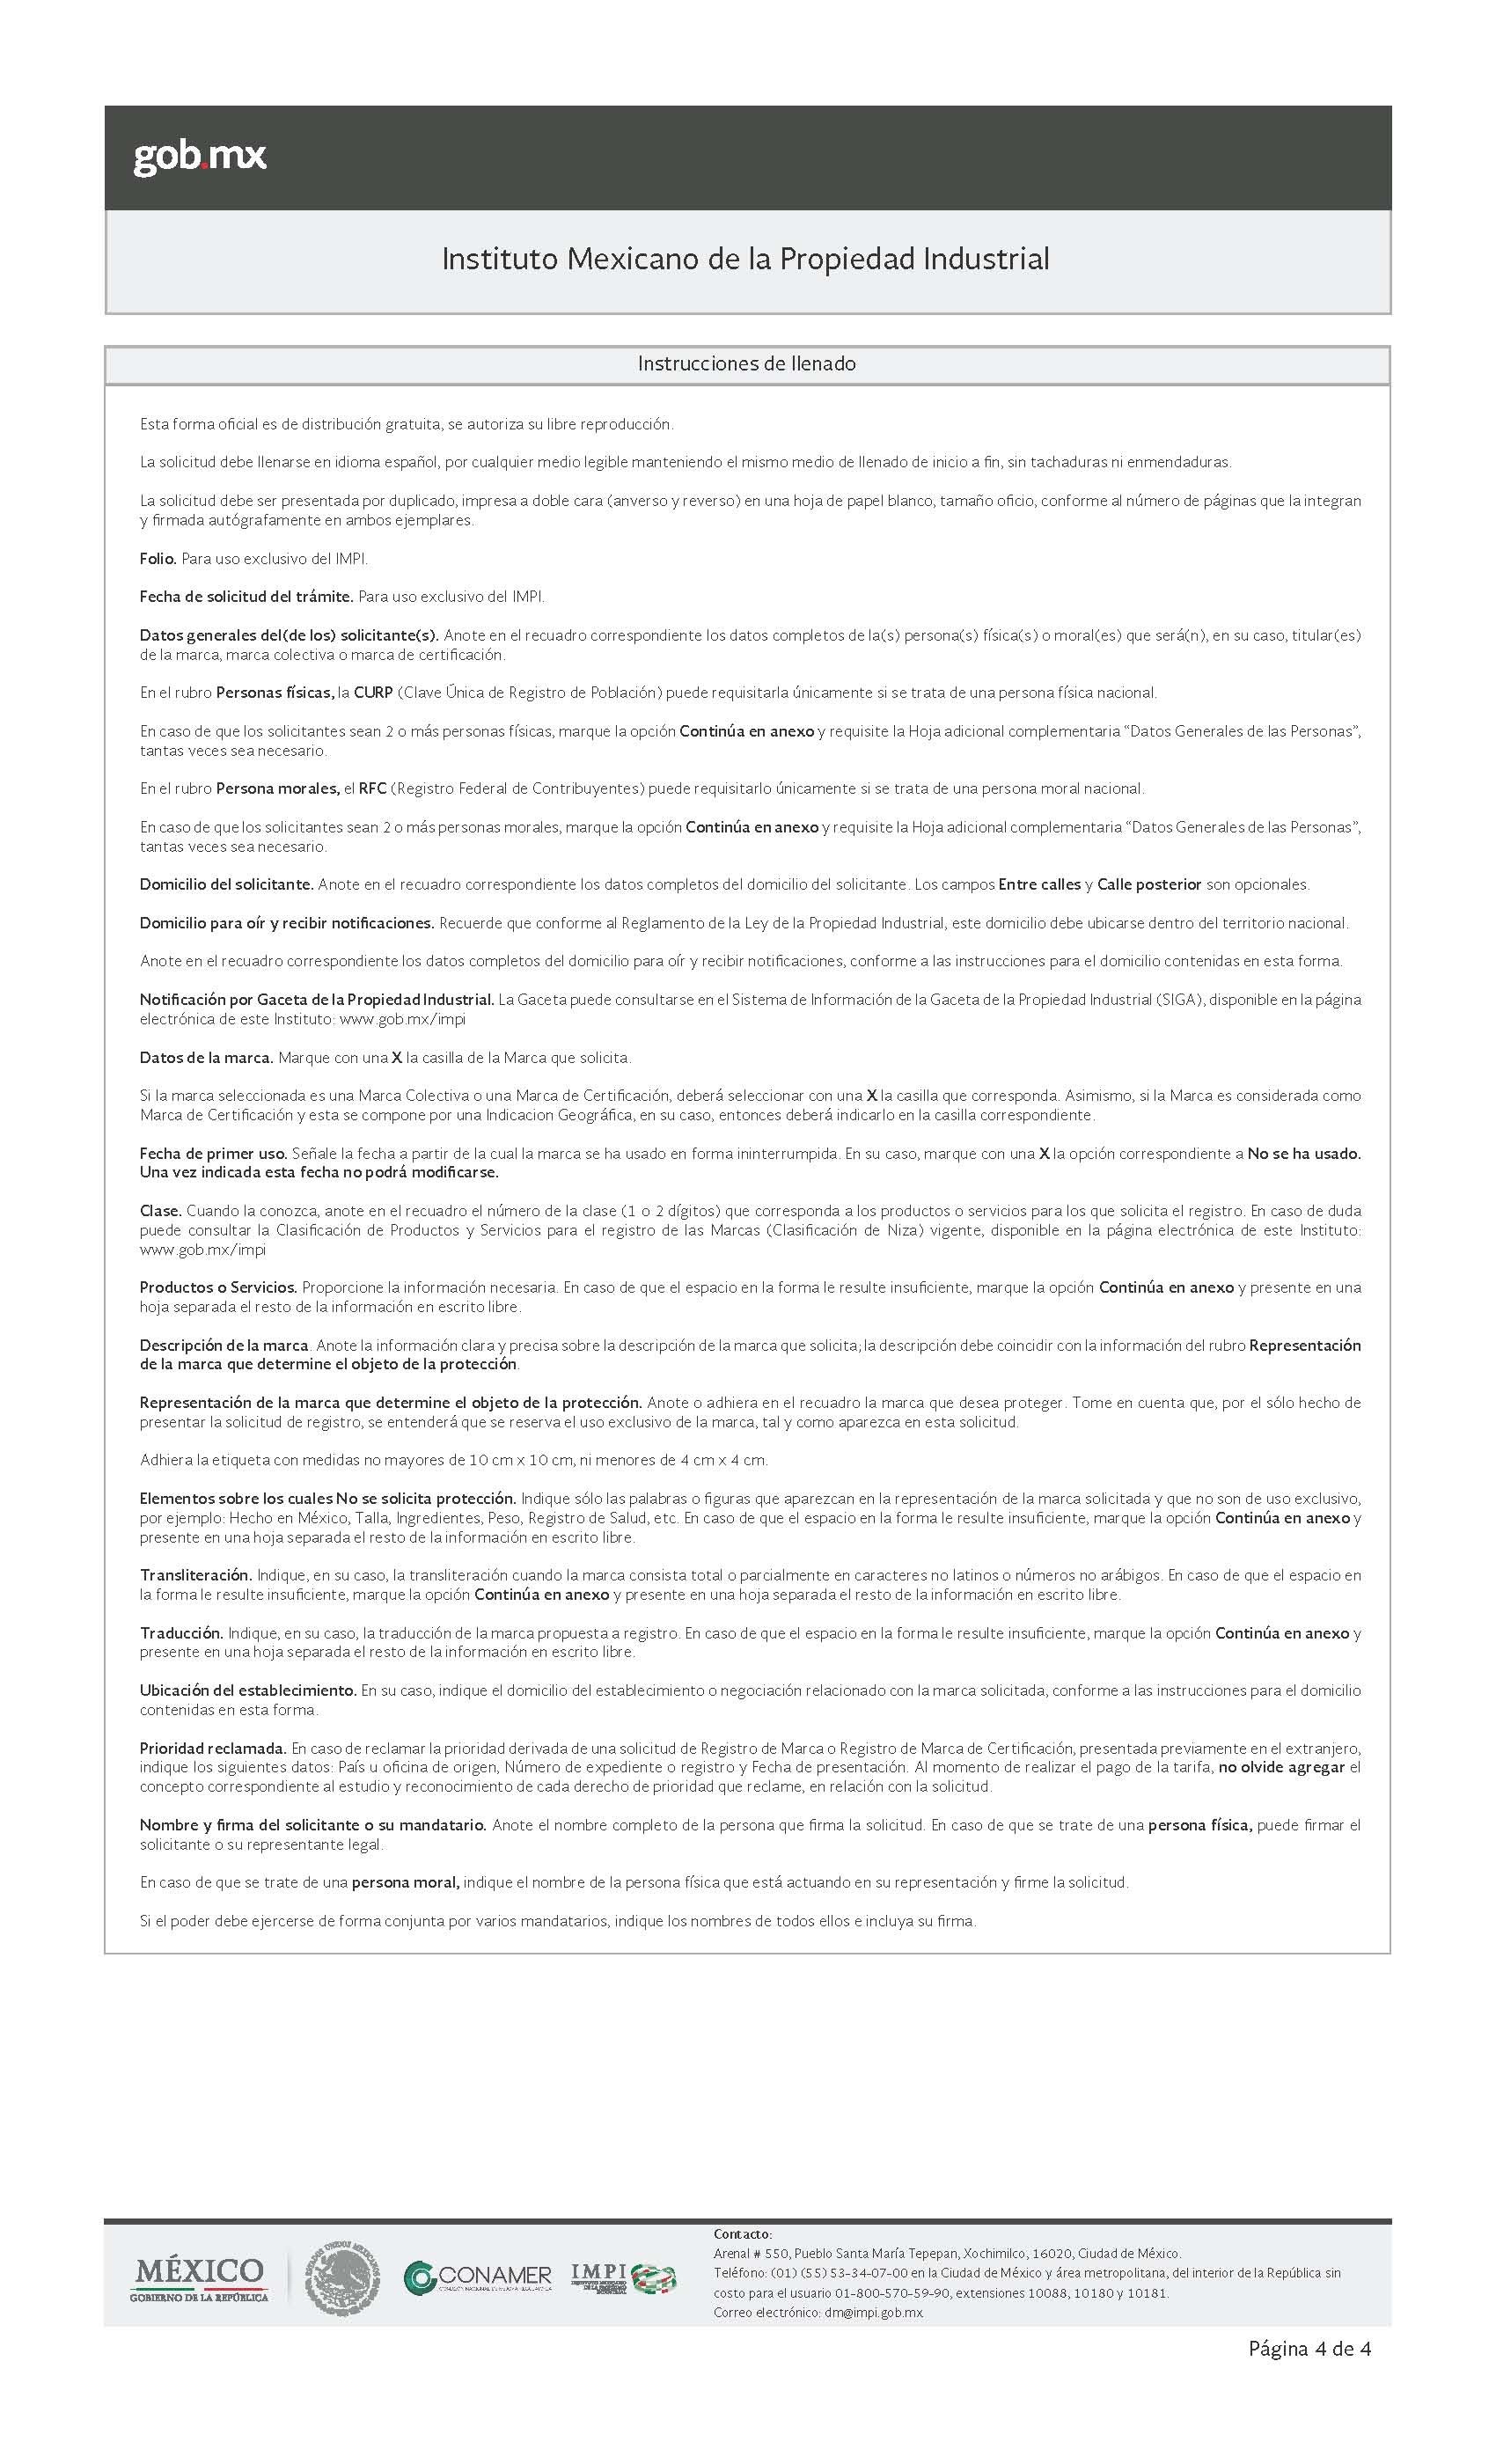 gob.mx
Instituto Mexicano de la Propiedad Industrial
Instrucciones de llenado
Esta forma oficial es de distribución gratuita, se autoriza su libre reproducción.
La solicitud debe llenarse en idioma español, por cualquier medio legible manteniendo el mismo medio de llenado de inicio a fin, sin tachaduras ni enmendaduras.
La solicitud debe ser presentada por duplicado, impresa a doble cara (anverso y reverso) en una hoja de papel blanco, tamaño oficio, conforme al número de páginas que la integran
y firmada autógrafamente en ambos ejemplares.
Folio. Para uso exclusivo del IMPI.
Fecha de solicitud del trámite. Para uso exclusivo del IMPI.
Datos generales del(de los) solicitante(s). Anote en el recuadro correspondiente los datos completos de la(s) persona(s) física(s) o moral(es) que será(n), en su caso, titular(es)
de la marca, marca colectiva o marca de certificación.
En el rubro Personas físicas, la CURP (Clave Única de Registro de Población) puede requisitarla únicamente si se trata de una persona física nacional.
En caso de que los solicitantes sean 2 o más personas físicas, marque la opción Continúa en anexo y requisite la Hoja adicional complementaria “Datos Generales de las Personas”,
tantas veces sea necesario.
En el rubro Persona morales, el RFC (Registro Federal de Contribuyentes) puede requisitarlo únicamente si se trata de una persona moral nacional.
En caso de que los solicitantes sean 2 o más personas morales, marque la opción Continúa en anexo y requisite la Hoja adicional complementaria “Datos Generales de las Personas”,
tantas veces sea necesario.
Domicilio del solicitante. Anote en el recuadro correspondiente los datos completos del domicilio del solicitante. Los campos Entre calles y Calle posterior son opcionales.
Domicilio para oír y recibir notificaciones. Recuerde que conforme al Reglamento de la Ley de la Propiedad Industrial, este domicilio debe ubicarse dentro del territorio nacional.
Anote en el recuadro correspondiente los datos completos del domicilio para oír y recibir notificaciones, conforme a las instrucciones para el domicilio contenidas en esta forma.
Notificación por Gaceta de la Propiedad Industrial. La Gaceta puede consultarse en el Sistema de Información de la Gaceta de la Propiedad Industrial (SIGA), disponible en la página
electrónica de este Instituto: www.gob.mx/impi
Datos de la marca. Marque con una X la casilla de la Marca que solicita.
Si la marca seleccionada es una Marca Colectiva o una Marca de Certificación, deberá seleccionar con una X la casilla que corresponda. Asimismo, si la Marca es considerada como
Marca de Certificación y esta se compone por una Indicacion Geográfica, en su caso, entonces deberá indicarlo en la casilla correspondiente.
Fecha de primer uso. Señale la fecha a partir de la cual la marca se ha usado en forma ininterrumpida. En su caso, marque con una X la opción correspondiente a No se ha usado.
Una vez indicada esta fecha no podrá modificarse.
Clase. Cuando la conozca, anote en el recuadro el número de la clase (1 o 2 dígitos) que corresponda a los productos o servicios para los que solicita el registro. En caso de duda
puede consultar la Clasificación de Productos y Servicios para el registro de las Marcas (Clasificación de Niza) vigente, disponible en la página electrónica de este Instituto:
www.gob.mx/impi
Productos o Servicios. Proporcione la información necesaria. En caso de que el espacio en la forma le resulte insuficiente, marque la opción Continúa en anexo y presente en una
hoja separada el resto de la información en escrito libre.
Descripción de la marca. Anote la información clara y precisa sobre la descripción de la marca que solicita; la descripción debe coincidir con la información del rubro Representación
de la marca que determine el objeto de la protección.
Representación de la marca que determine el objeto de la protección. Anote o adhiera en el recuadro la marca que desea proteger. Tome en cuenta que, por el sólo hecho de
presentar la solicitud de registro, se entenderá que se reserva el uso exclusivo de la marca, tal y como aparezca en esta solicitud.
Adhiera la etiqueta con medidas no mayores de 10 cm x 10 cm, ni menores de 4 cm x 4 cm.
Elementos sobre los cuales No se solicita protección. Indique sólo las palabras o figuras que aparezcan en la representación de la marca solicitada y que no son de uso exclusivo,
por ejemplo: Hecho en México, Talla, Ingredientes, Peso, Registro de Salud, etc. En caso de que el espacio en la forma le resulte insuficiente, marque la opción Continúa en anexo y
presente en una hoja separada el resto de la información en escrito libre.
Transliteración. Indique, en su caso, la transliteración cuando la marca consista total o parcialmente en caracteres no latinos o números no arábigos. En caso de que el espacio en
la forma le resulte insuficiente, marque la opción Continúa en anexo y presente en una hoja separada el resto de la información en escrito libre.
Traducción. Indique, en su caso, la traducción de la marca propuesta a registro. En caso de que el espacio en la forma le resulte insuficiente, marque la opción Continúa en anexo y
presente en una hoja separada el resto de la información en escrito libre.
Ubicación del establecimiento. En su caso, indique el domicilio del establecimiento o negociación relacionado con la marca solicitada, conforme a las instrucciones para el domicilio
contenidas en esta forma.
Prioridad reclamada. En caso de reclamar la prioridad derivada de una solicitud de Registro de Marca o Registro de Marca de Certificación, presentada previamente en el extranjero,
indique los siguientes datos: País u oficina de origen, Número de expediente o registro y Fecha de presentación. Al momento de realizar el pago de la tarifa, no olvide agregar el
concepto correspondiente al estudio y reconocimiento de cada derecho de prioridad que reclame, en relación con la solicitud.
Nombre y firma del solicitante o su mandatario. Anote el nombre completo de la persona que firma la solicitud. En caso de que se trate de una persona física, puede firmar el
solicitante o su representante legal.
En caso de que se trate de una persona moral, indique el nombre de la persona física que está actuando en su representación y firme la solicitud.
Si el poder debe ejercerse de forma conjunta por varios mandatarios, indique los nombres de todos ellos e incluya su firma.
MÉXICO
GOBIERNO DE LA REPÚBLICA
CONAMER
IMPI
Contacto:
Arenal # 550, Pueblo Santa María Tepepan, Xochimilco, 16020, Ciudad de México.
Teléfono: (01) (55) 53-34-07-00 en la Ciudad de México y área metropolitana, del interior de la República sin
costo para el usuario 01-800-570-59-90, extensiones 10088, 10180 y 10181.
Correo electrónico: dm@impi.gob.mx
Página 4 de 4